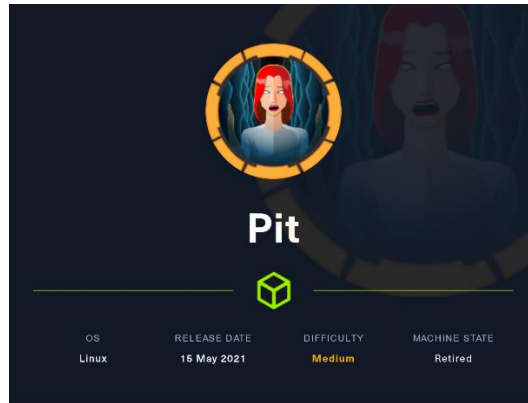 Pit
OS RELEASE DATE DIFFICULTY MACHINE STATE
Linux 15 May 2021 Medium Retired